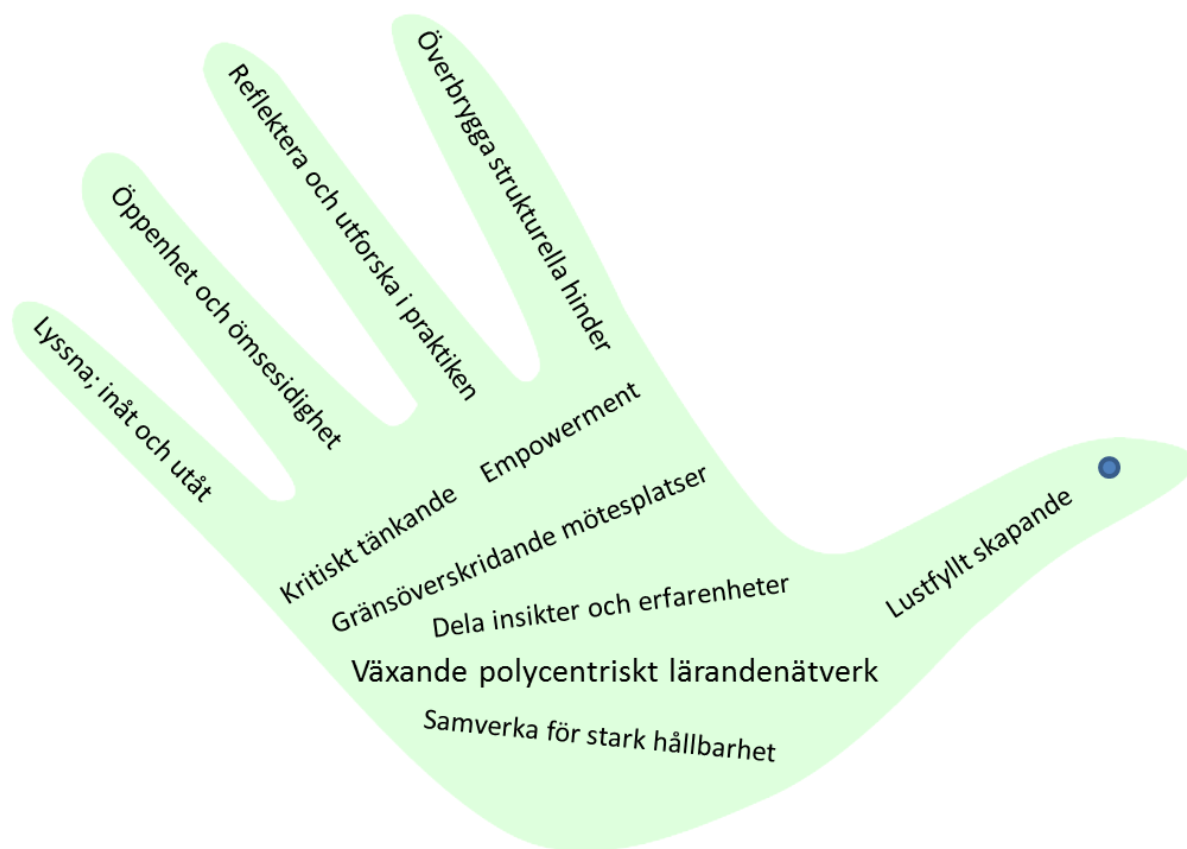 Överbrygga strukturella hinder
Reflektera och utforska i praktiken
Öppenhet och ömsesidighet
Lyssna; inåt och utåt
Empowerment
Kritiskt tänkande
Gränsöverskridande mötesplatser
Lustfyllt skapande
Dela insikter och erfarenheter
Växande polycentriskt lärandenätverk
Samverka för stark hållbarhet